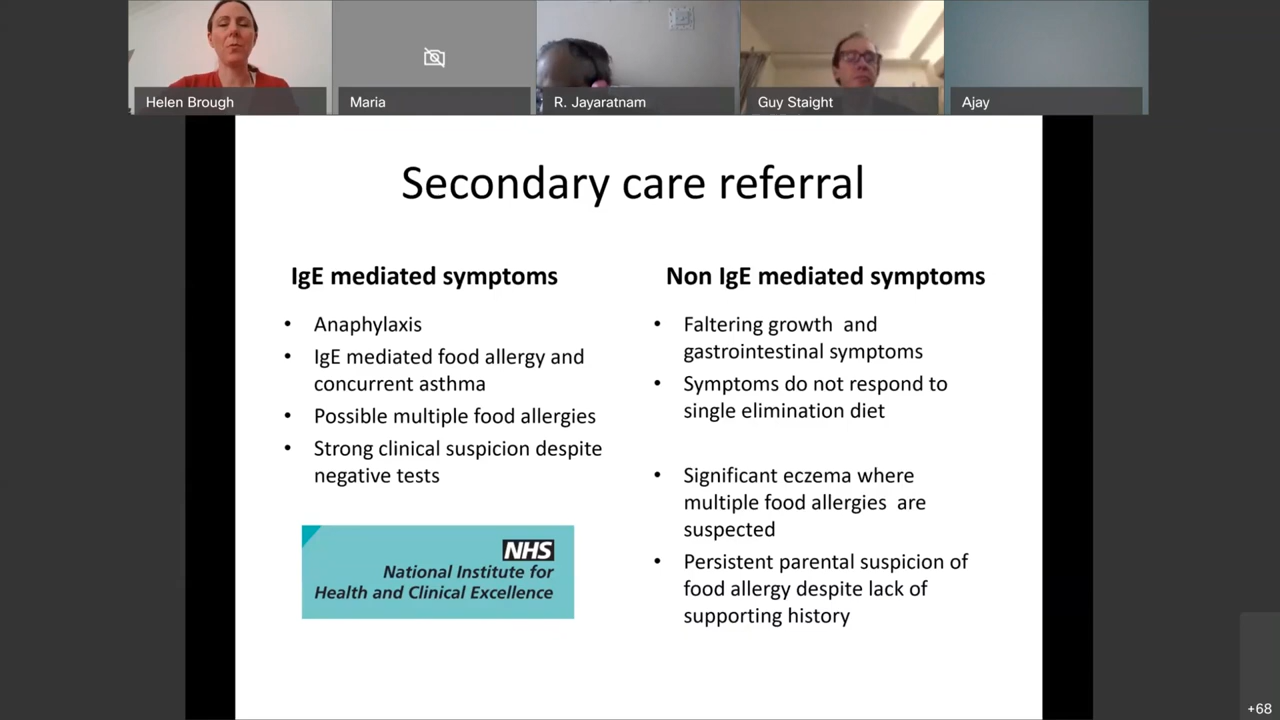 Helen Brough
Maria
R. Jayaratnam
Guy Staight
Ajay
Secondary care referral
IgE mediated symptoms
• Anaphylaxis
• IgE mediated food allergy and
concurrent asthma
• Possible multiple food allergies
• Strong clinical suspicion despite
negative tests
NHS
National Institute for
Health and Clinical Excellence
Non IgE mediated symptoms
• Faltering growth and
gastrointestinal symptoms
• Symptoms do not respond to
single elimination diet
• Significant eczema where
multiple food allergies are
suspected
• Persistent parental suspicion of
food allergy despite lack of
supporting history
+68